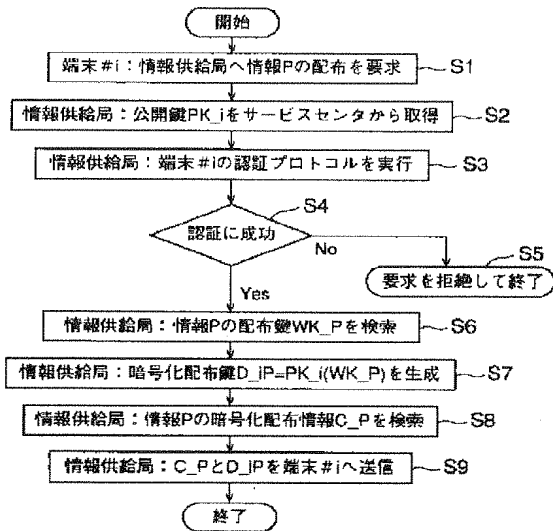 開始
端末#i:情報供給局へ情報Pの配布を要求
S1
情報供給局:公開鍵PK_iをサービスセンタから取得
S2
情報供給局:端末#iの認証プロトコルを実行
S3
S4
認証に成功
No
S5
要求を拒絶して終了
Yes
情報供給局:情報Pの配布鍵WK_Pを検索
S6
情報供給局:暗号化配布鍵D_iP=PK_i(WK_P)を生成
S7
情報供給局:情報Pの暗号化配布情報C_Pを検索
S8
情報供給局:C_PとD_iPを端末#iへ送信
S9
終了